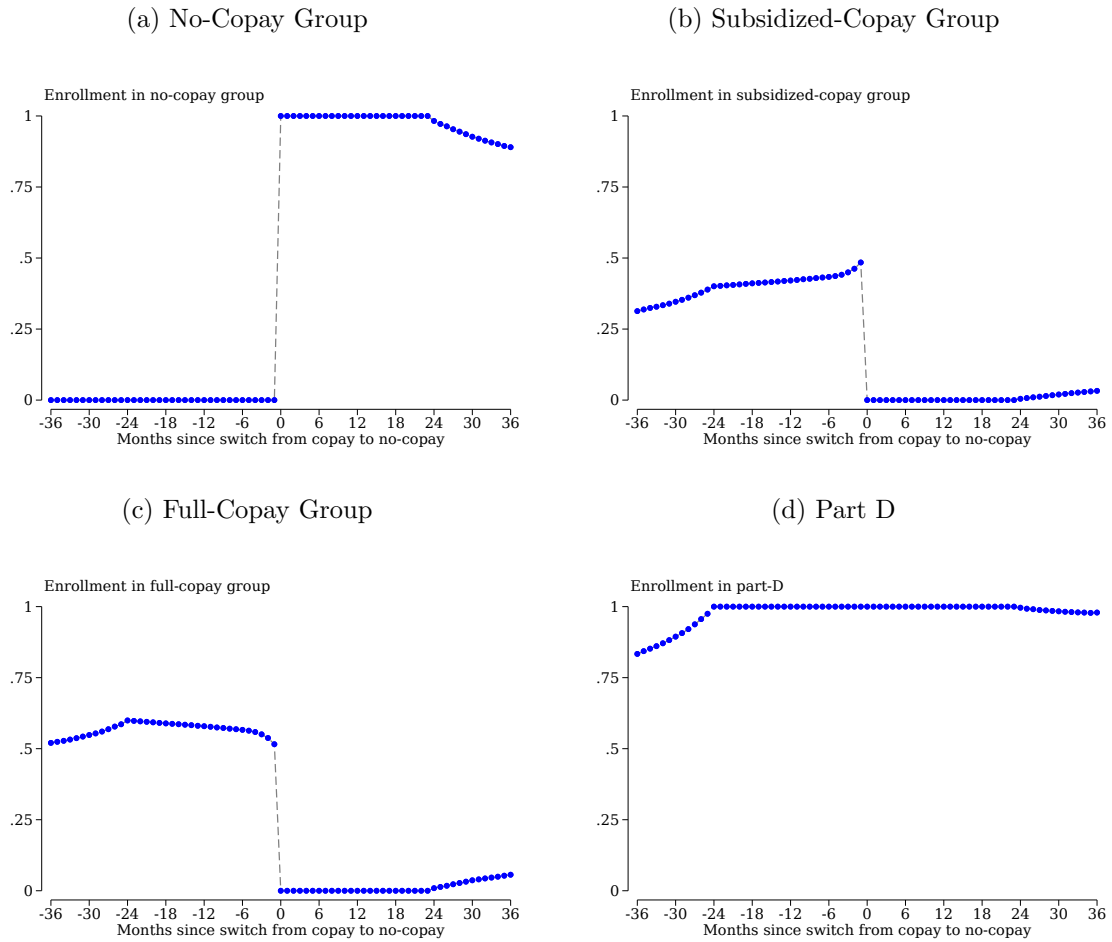 (a) No-Copay Group
Enrollment in no-copay group
1
.75
.5
.25
0
-36 -30 -24 -18 -12 -6 0 6 12 18 24 30 36
Months since switch from copay to no-copay
(b) Subsidized-Copay Group
Enrollment in subsidized-copay group
1
.75
.5
.25
0
-36 -30 -24 -18 -12 -6 0 6 12 18 24 30 36
Months since switch from copay to no-copay
(c) Full-Copay Group
Enrollment in full-copay group
1
.75
.5
.25
0
-36 -30 -24 -18 -12 -6 0 6 12 18 24 30 36
Months since switch from copay to no-copay
(d) Part D
Enrollment in part-D
1
.75
.5
.25
0
-36 -30 -24 -18 -12 -6 0 6 12 18 24 30 36
Months since switch from copay to no-copay